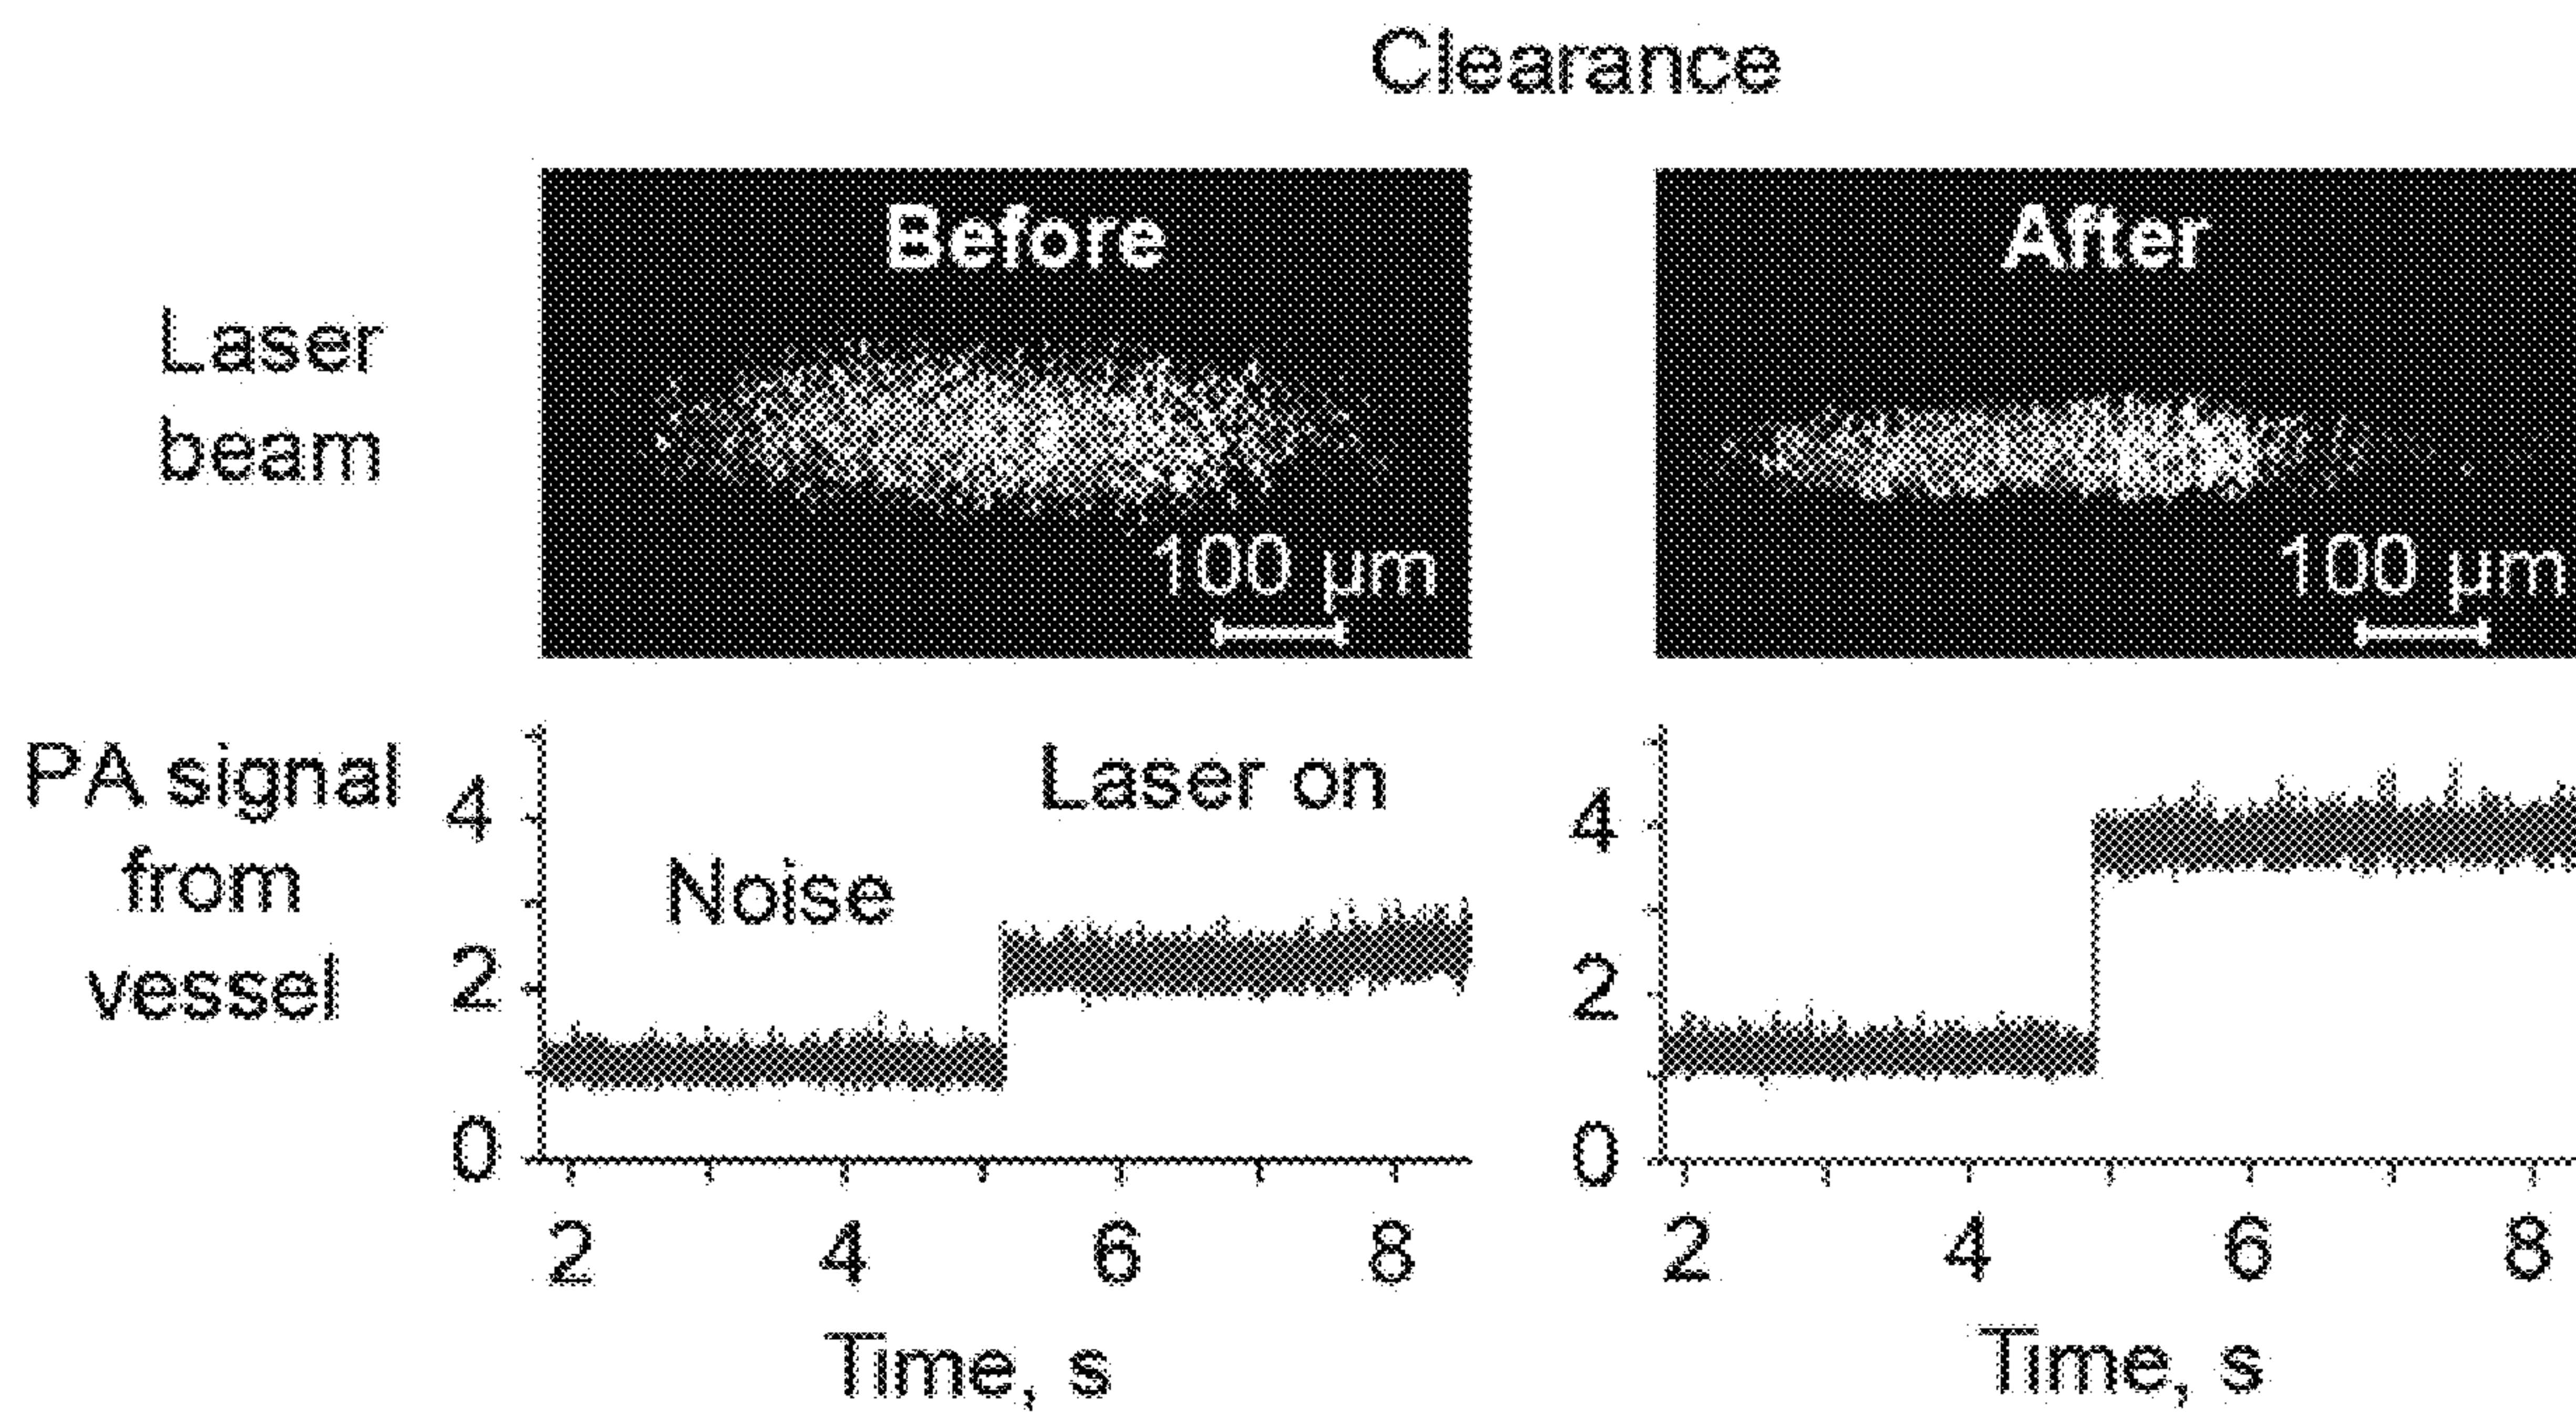 Clearance
Laser
beam
Before
100 µm
After
100 µm
PA signal
from
vessel
4
2
0
Noise
Laser on
2 4 6 8
Time, s
4
2
0
2 4 6 8
Time, s